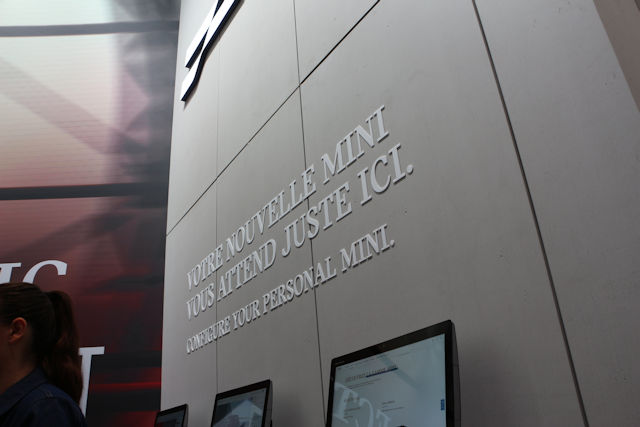 VOTRE NOUVELLE MINI
VOUS ATTEND JUSTE ICI.
CONFIGURE YOUR PERSONAL MINI.